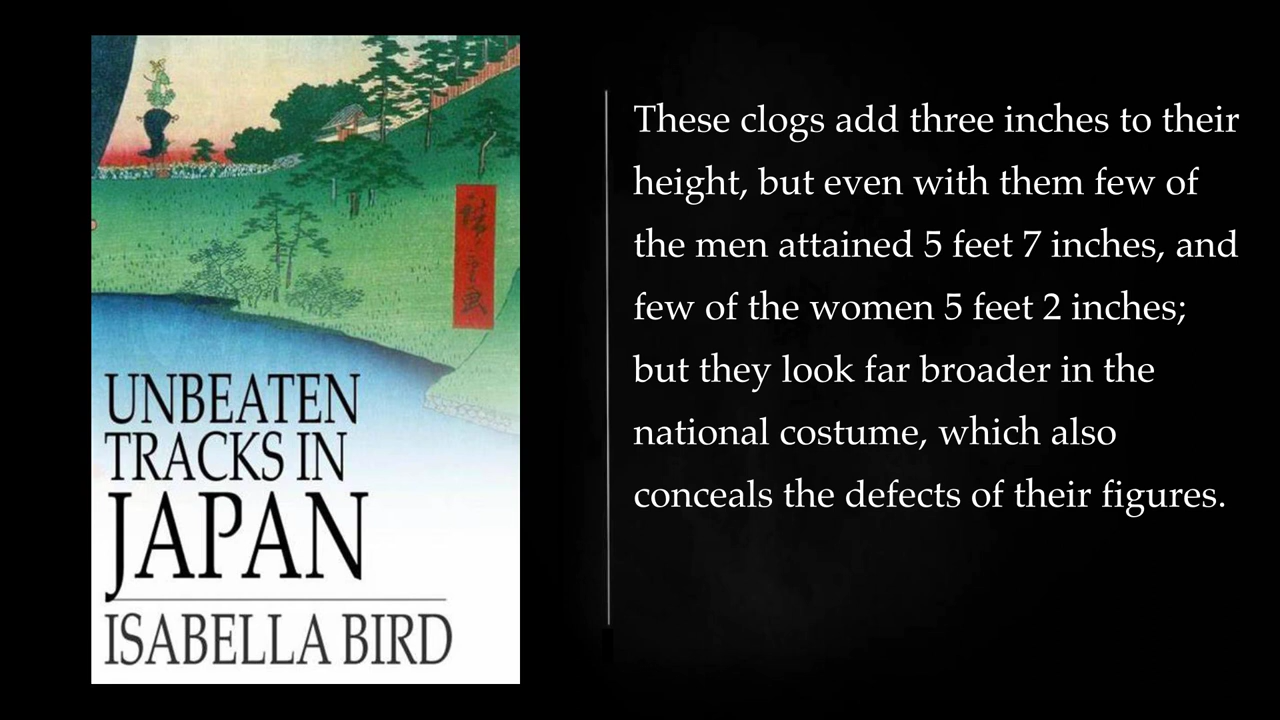 UNBEATEN
TRACKS IN
JAPAN
ISABELLA BIRD
These clogs add three inches to their
height, but even with them few of
the men attained 5 feet 7 inches, and
few of the women 5 feet 2 inches;
but they look far broader in the
national costume, which also
conceals the defects of their figures.